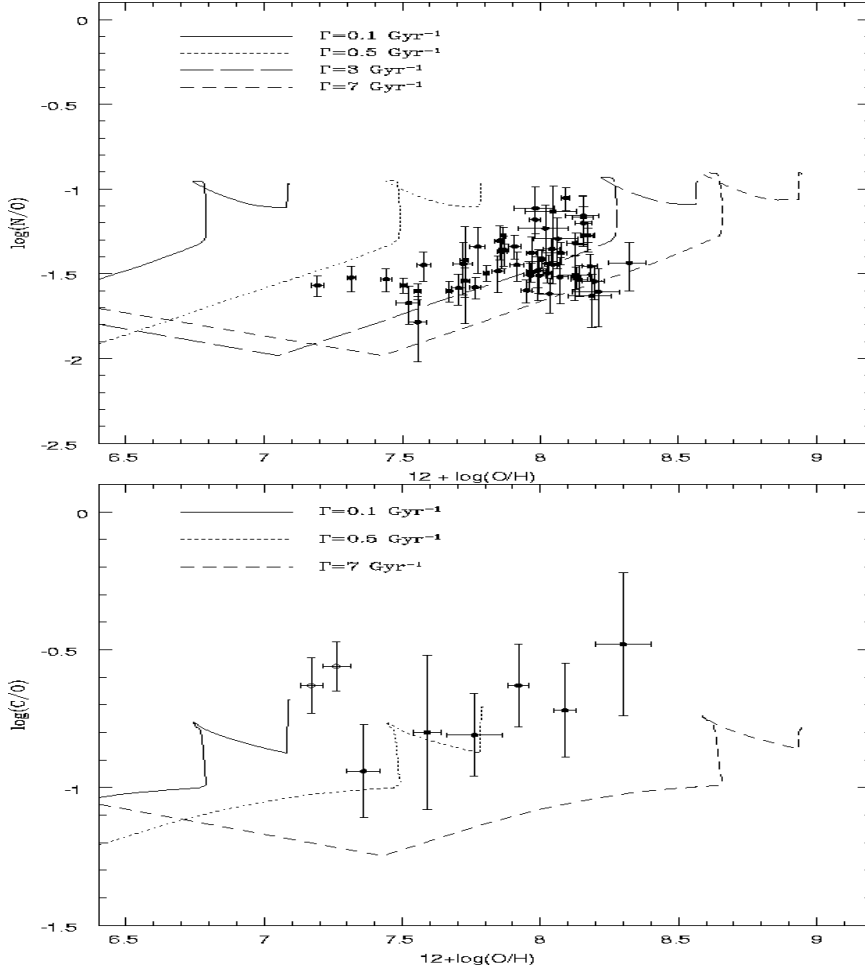 0
Γ=0.1 Gyr⁻¹
Γ=0.5 Gyr⁻¹
Γ=3 Gyr⁻¹
Γ=7 Gyr⁻¹
-0.5
-1
log(N/O)
-1.5
-2
-2.5
6.5 7 7.5 8 8.5 9
12 + log(O/H)
0
Γ=0.1 Gyr⁻¹
Γ=0.5 Gyr⁻¹
Γ=7 Gyr⁻¹
-0.5
log(C/O)
-1
-1.5
6.5 7 7.5 8 8.5 9
12+log(O/H)